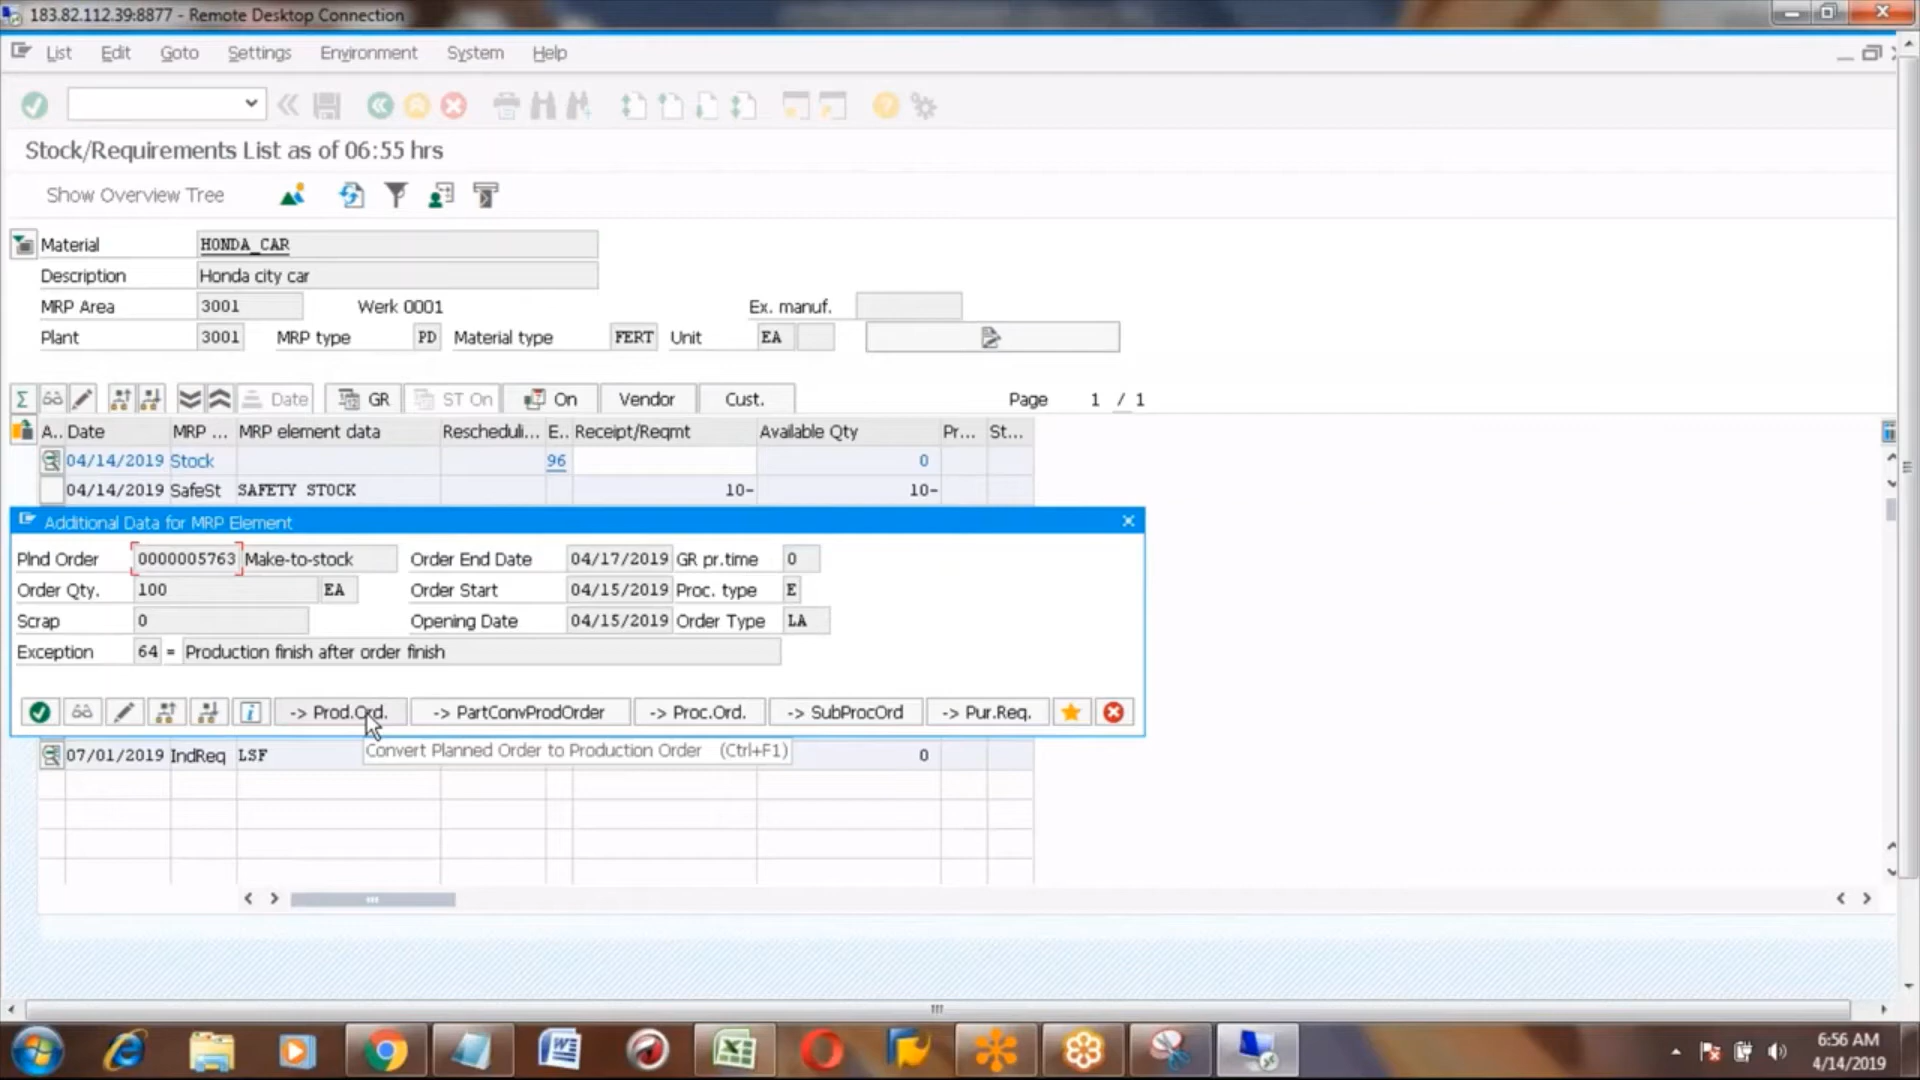 183.82.112.39:8877 - Remote Desktop Connection
List Edit Goto Settings Environment System Help
Stock/Requirements List as of 06:55 hrs
Show Overview Tree
Material HONDA_CAR
Description Honda city car
MRP Area 3001 Werk 0001 Ex. manuf.
Plant 3001 MRP type PD Material type FERT Unit EA
Date GR ST On On Vendor Cust. Page 1 / 1
A.. Date MRP ... MRP element data Rescheduli... E.. Receipt/Reqmt Available Qty Pr... St...
04/14/2019 Stock 96 0
04/14/2019 SafeSt SAFETY STOCK 10- 10-
Additional Data for MRP Element
Plnd Order 0000005763 Make-to-stock Order End Date 04/17/2019 GR pr.time 0
Order Qty. 100 EA Order Start 04/15/2019 Proc. type E
Scrap 0 Opening Date 04/15/2019 Order Type LA
Exception 64 = Production finish after order finish
-> Prod.Ord. -> PartConvProdOrder -> Proc.Ord. -> SubProcOrd -> Pur.Req.
Convert Planned Order to Production Order (Ctrl+F1)
07/01/2019 IndReq LSF 0
6:56 AM
4/14/2019